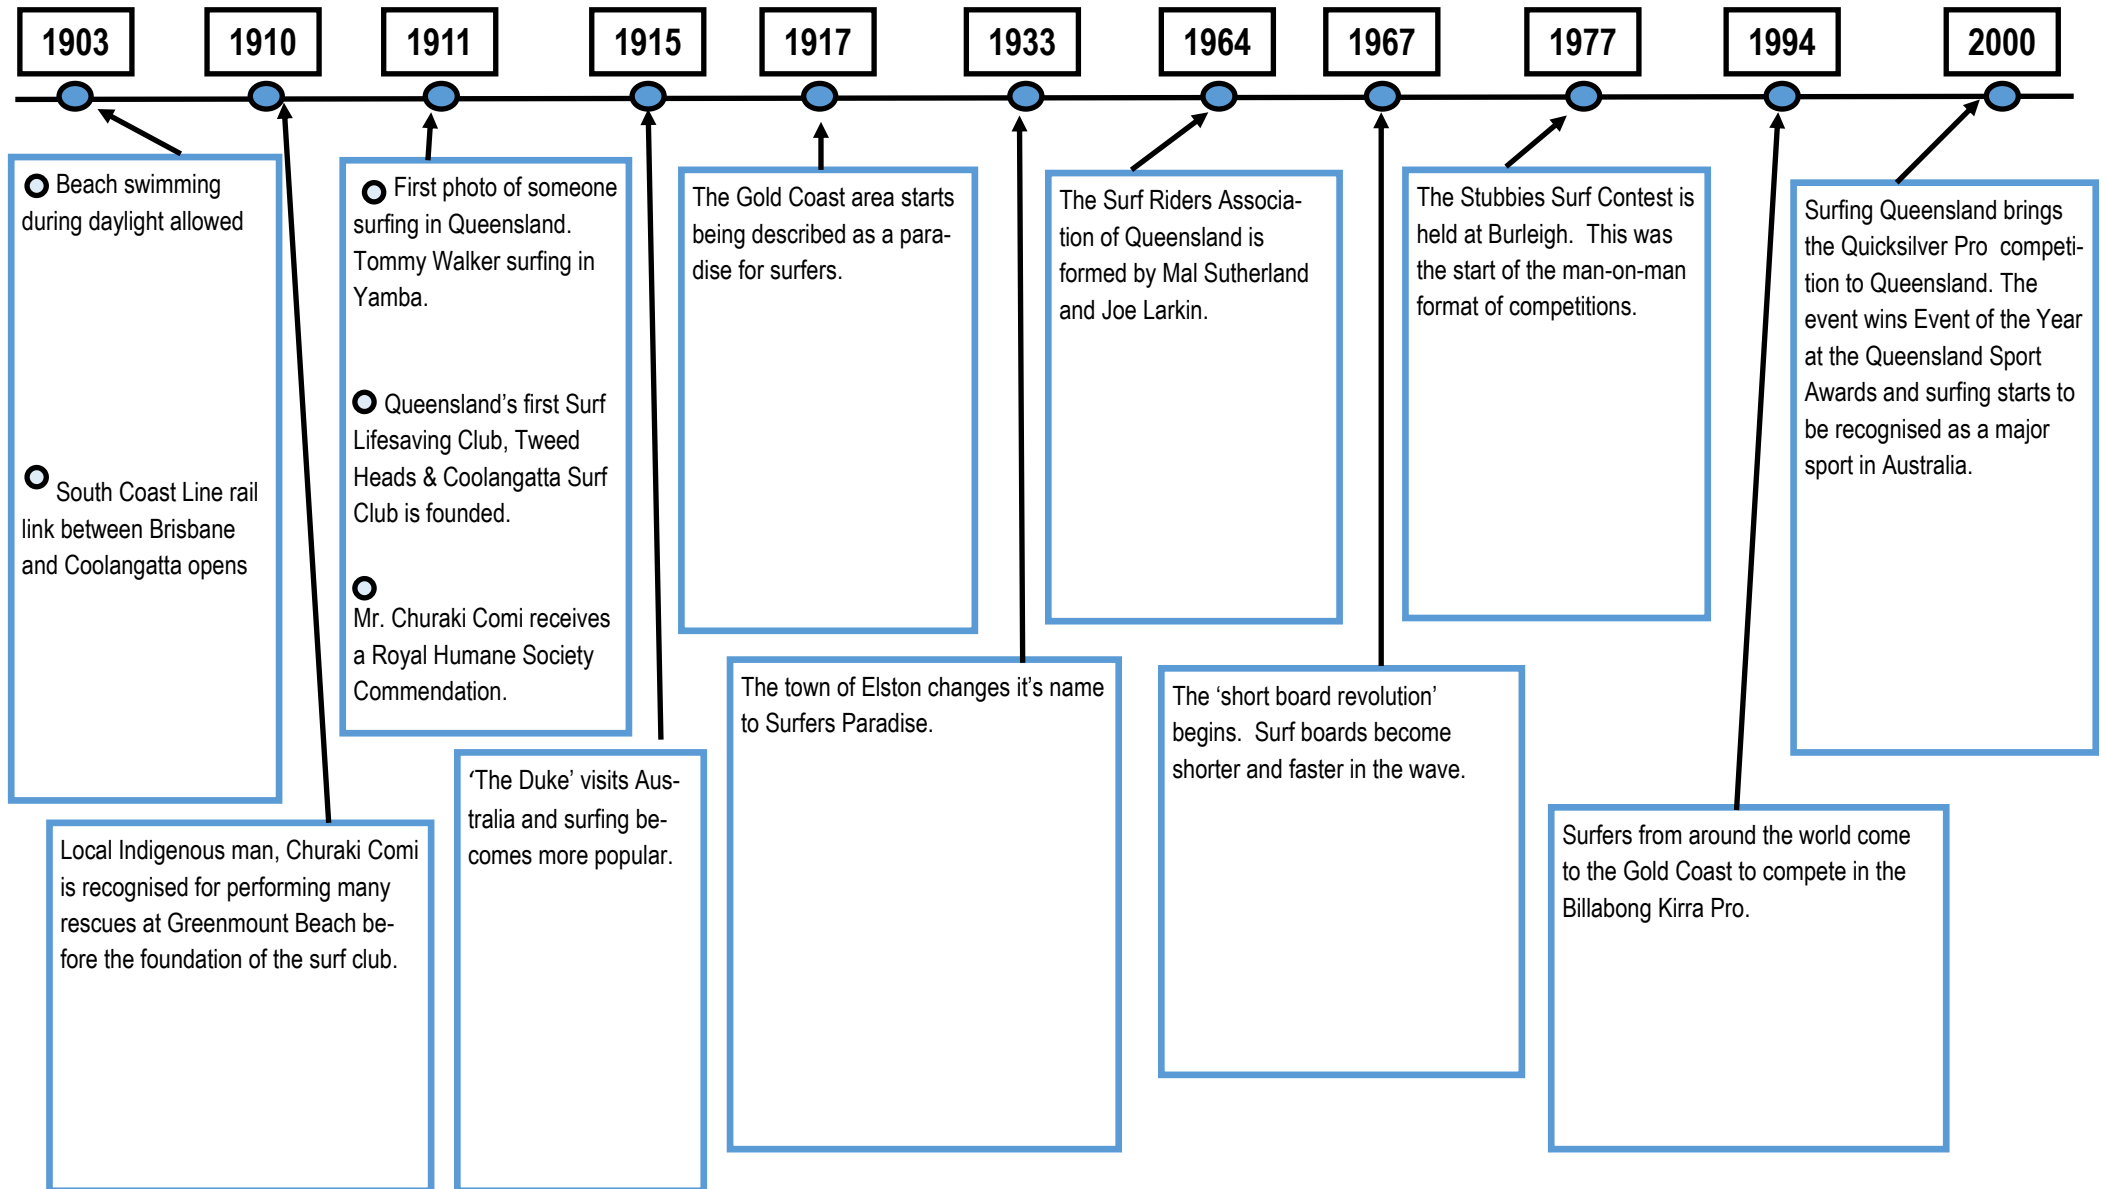 1903
1910
1911
1915
1917
1933
1964
1967
1977
1994
2000
Beach swimming
during daylight allowed
South Coast Line rail
link between Brisbane
and Coolangatta opens
Local Indigenous man, Churaki Comi
is recognised for performing many
rescues at Greenmount Beach be-
fore the foundation of the surf club.
First photo of someone
surfing in Queensland.
Tommy Walker surfing in
Yamba.
Queensland’s first Surf
Lifesaving Club, Tweed
Heads & Coolangatta Surf
Club is founded.
Mr. Churaki Comi receives
a Royal Humane Society
Commendation.
‘The Duke’ visits Aus-
tralia and surfing be-
comes more popular.
The Gold Coast area starts
being described as a para-
dise for surfers.
The town of Elston changes it’s name
to Surfers Paradise.
The Surf Riders Associa-
tion of Queensland is
formed by Mal Sutherland
and Joe Larkin.
The ‘short board revolution’
begins.  Surf boards become
shorter and faster in the wave.
The Stubbies Surf Contest is
held at Burleigh.  This was
the start of the man-on-man
format of competitions.
Surfers from around the world come
to the Gold Coast to compete in the
Billabong Kirra Pro.
Surfing Queensland brings
the Quicksilver Pro  competi-
tion to Queensland. The
event wins Event of the Year
at the Queensland Sport
Awards and surfing starts to
be recognised as a major
sport in Australia.